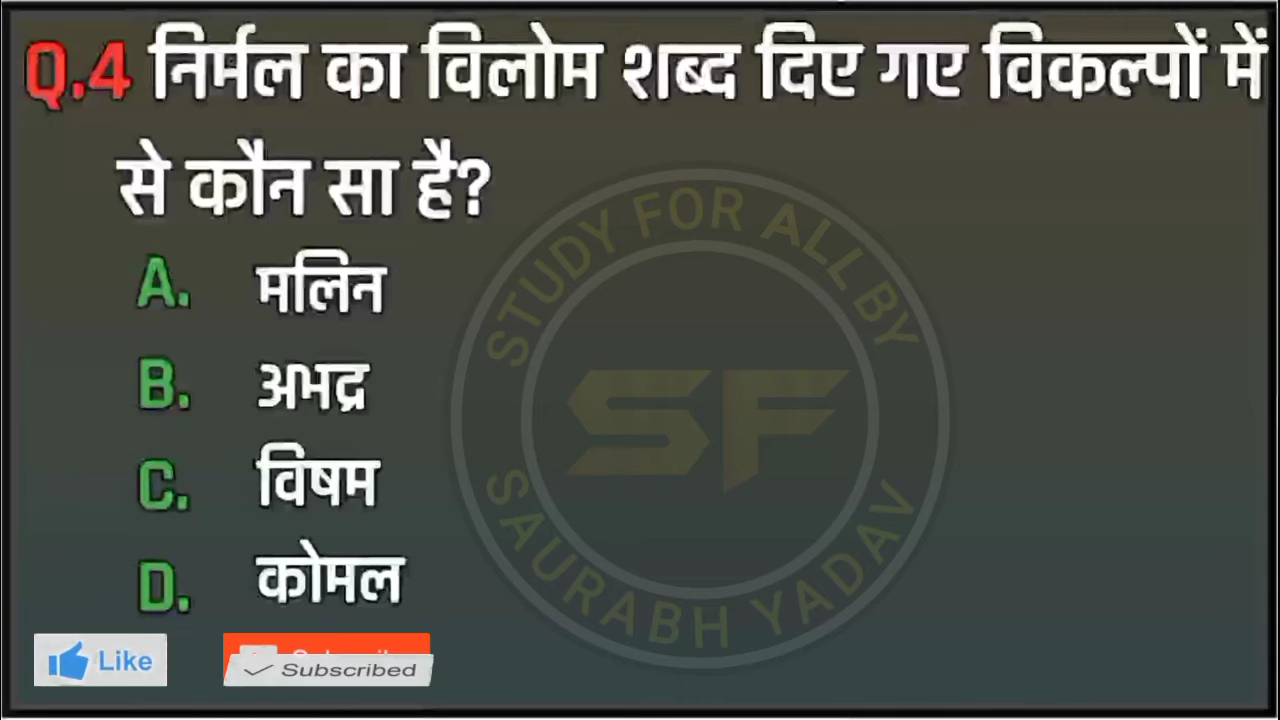 Q.4 निर्मल का विलोम शब्द दिए गए विकल्पों में
से कौन सा है?
A. मलिन
B. अभद्र
C. विषम
D. कोमल
STUDY FOR ALL BY
SF
SAURABH YADAV
Like
Subscribed